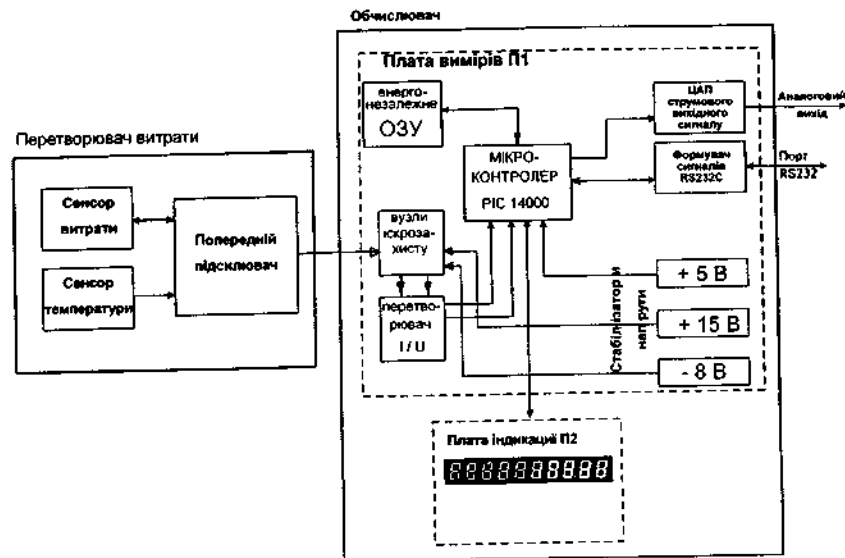 Обчислювач
Плата вимірів П1
енерго-
незалежне
ОЗУ
ЦАП
струмового
вихідного
сигналу
Аналоговий
вихід
Перетворювач витрати
МІКРО-
КОНТРОЛЕР
PIC 14000
Формувач
сигналів
RS232C
Порт
RS232
Сенсор
витрати
Попередній
підсклювач
Сенсор
температури
вузли
іскроза-
хисту
перетво-
рювач
I / U
Стабілізатори
напруги
+ 5 В
+ 15 В
- 8 В
Плата індикації П2